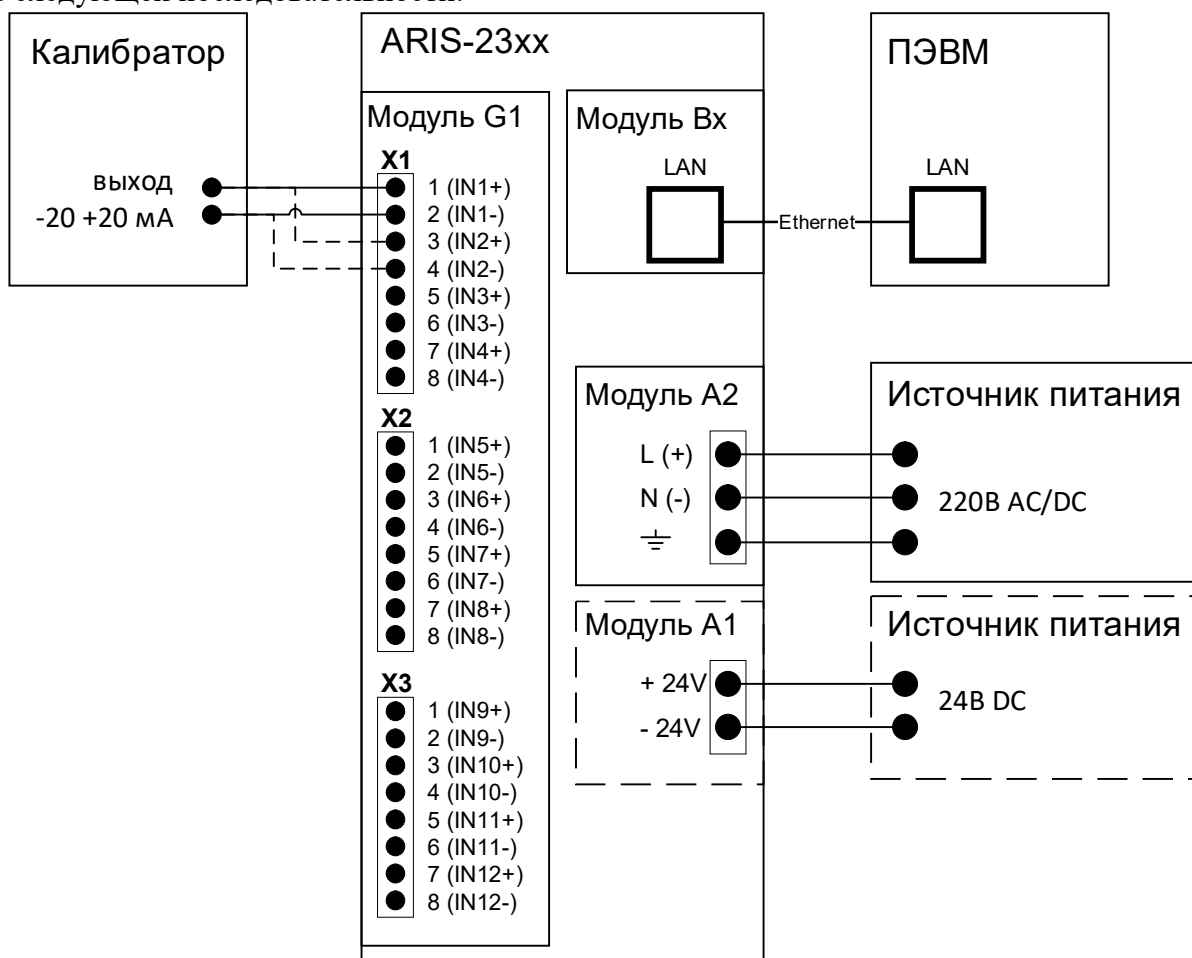 Калибратор
выход
-20 +20 мА
ARIS-23xx
Модуль G1
X1
1 (IN1+)
2 (IN1-)
3 (IN2+)
4 (IN2-)
5 (IN3+)
6 (IN3-)
7 (IN4+)
8 (IN4-)
X2
1 (IN5+)
2 (IN5-)
3 (IN6+)
4 (IN6-)
5 (IN7+)
6 (IN7-)
7 (IN8+)
8 (IN8-)
X3
1 (IN9+)
2 (IN9-)
3 (IN10+)
4 (IN10-)
5 (IN11+)
6 (IN11-)
7 (IN12+)
8 (IN12-)
Модуль Вх
LAN
Ethernet
ПЭВМ
LAN
Модуль А2
L (+)
N (-)
Источник питания
220В AC/DC
Модуль А1
+ 24V
- 24V
Источник питания
24В DC